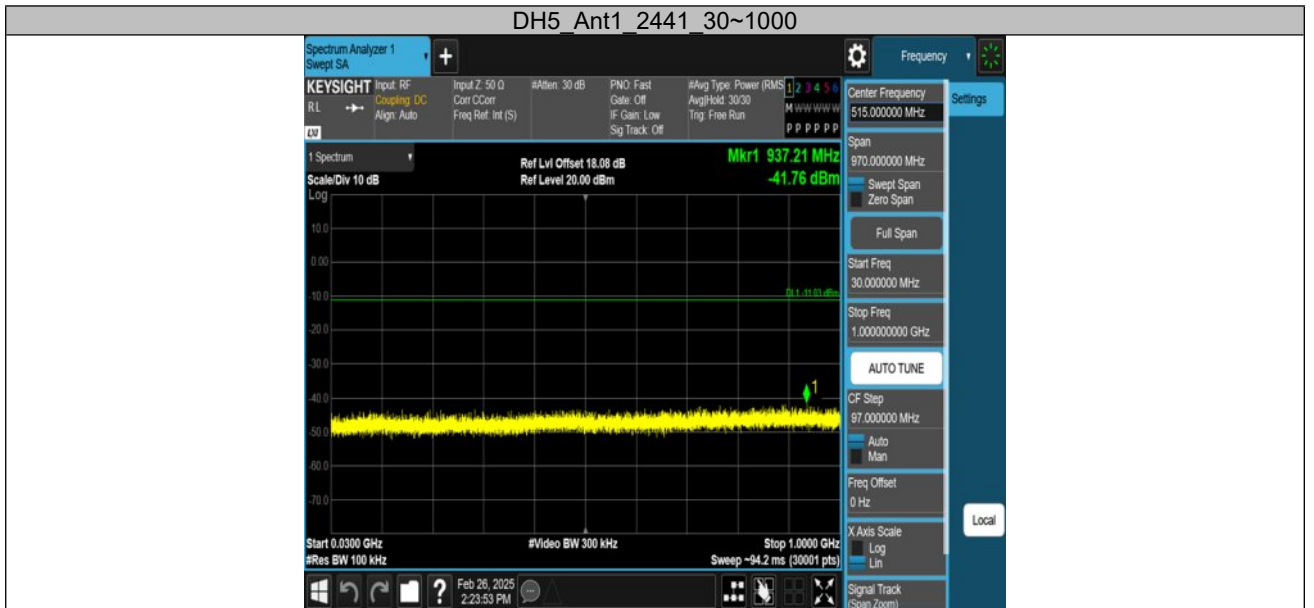 DH5_Ant1_2441_30~1000
Spectrum Analyzer 1
Swept SA
+
Frequency
KEYSIGHT
RL
LXI
Input: RF
Coupling: DC
Align: Auto
Input Z: 50 Ω
Corr CCorr
Freq Ref: Int (S)
#Atten: 30 dB
PNO: Fast
Gate: Off
IF Gain: Low
Sig Track: Off
#Avg Type: Power (RMS
Avg|Hold: 30/30
Trig: Free Run
1 2 3 4 5 6
M W W W W W
P P P P P P
1 Spectrum
Scale/Div 10 dB
Log
Ref Lvl Offset 18.08 dB
Ref Level 20.00 dBm
Mkr1 937.21 MHz
-41.76 dBm
10.0
0.00
-10.0
-20.0
-30.0
-40.0
-50.0
-60.0
-70.0
DL1 -11.03 dBm
1
Start 0.0300 GHz
#Res BW 100 kHz
#Video BW 300 kHz
Stop 1.0000 GHz
Sweep ~94.2 ms (30001 pts)
?
Feb 26, 2025
2:23:53 PM
Center Frequency
515.000000 MHz
Settings
Span
970.000000 MHz
Swept Span
Zero Span
Full Span
Start Freq
30.000000 MHz
Stop Freq
1.000000000 GHz
AUTO TUNE
CF Step
97.000000 MHz
Auto
Man
Freq Offset
0 Hz
Local
X Axis Scale
Log
Lin
Signal Track
(Span Zoom)